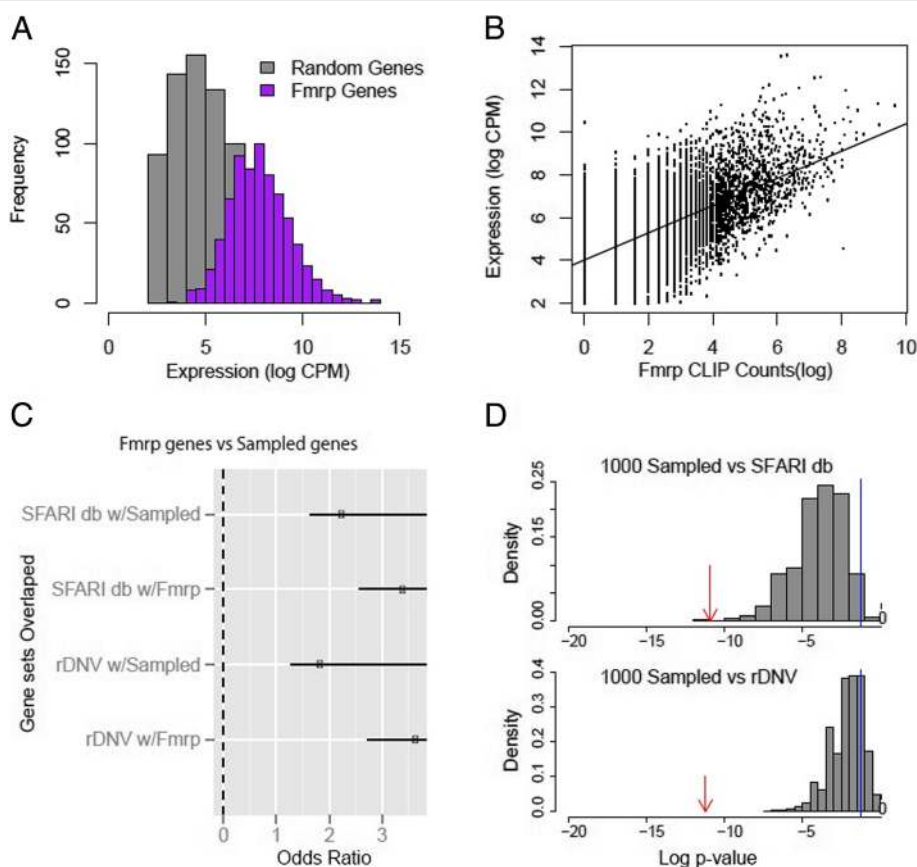 A
150
100
50
0
Frequency
Random Genes
Fmrp Genes
0 5 10 15
Expression (log CPM)
B
14
12
10
8
6
4
2
Expression (log CPM)
0 2 4 6 8 10
Fmrp CLIP Counts(log)
C
Fmrp genes vs Sampled genes
Gene sets Overlaped
SFARI db w/Sampled
SFARI db w/Fmrp
rDNV w/Sampled
rDNV w/Fmrp
0 1 2 3
Odds Ratio
D
1000 Sampled vs SFARI db
Density
0.25
0.15
0.00
-20 -15 -10 -5 0
1000 Sampled vs rDNV
Density
0.4
0.3
0.2
0.1
0.0
-20 -15 -10 -5 0
Log p-value